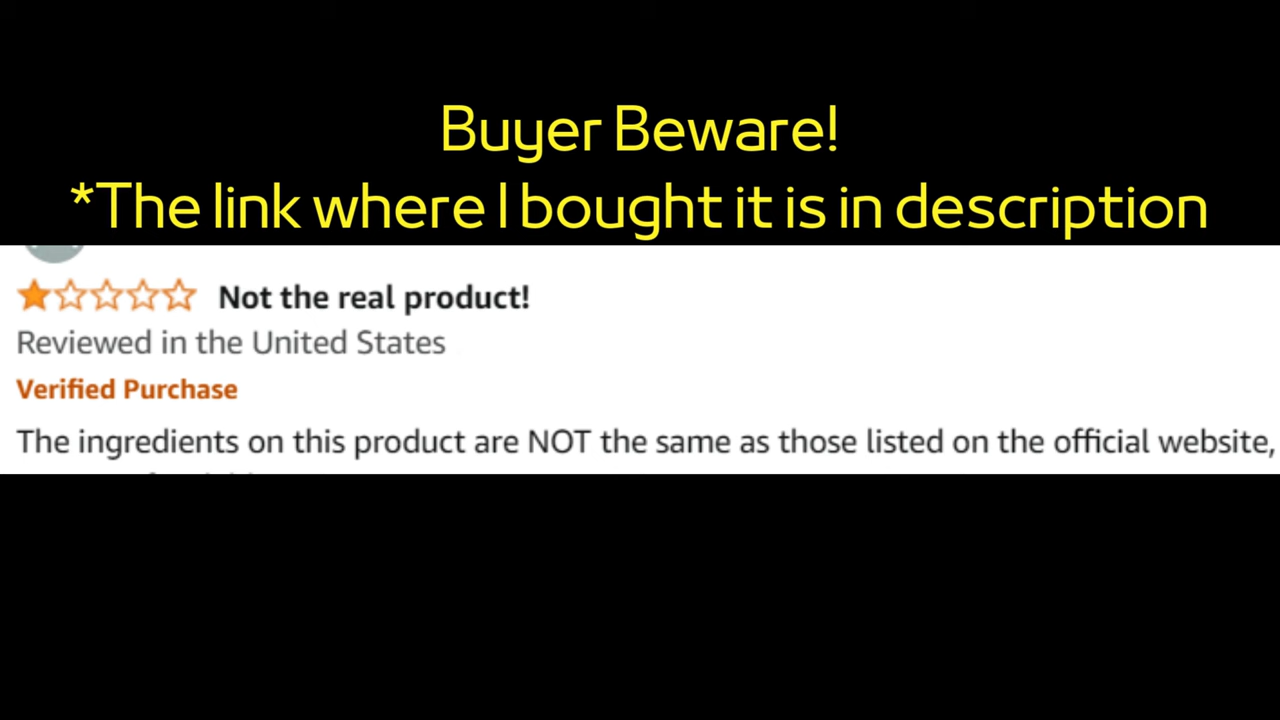 Buyer Beware!
*The link where I bought it is in description
Not the real product!
Reviewed in the United States
Verified Purchase
The ingredients on this product are NOT the same as those listed on the official website,